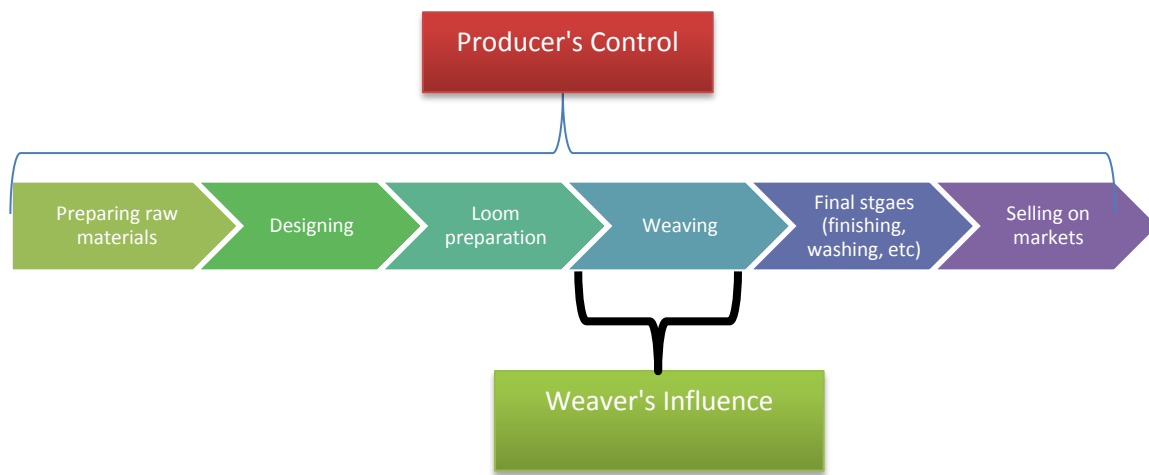 Producer's Control
Preparing raw
materials
Designing
Loom
preparation
Weaving
Final stgaes
(finishing,
washing, etc)
Selling on
markets
Weaver's Influence